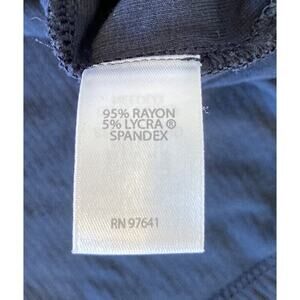 95% RAYON
5% LYCRA ®
SPANDEX
RN 97641